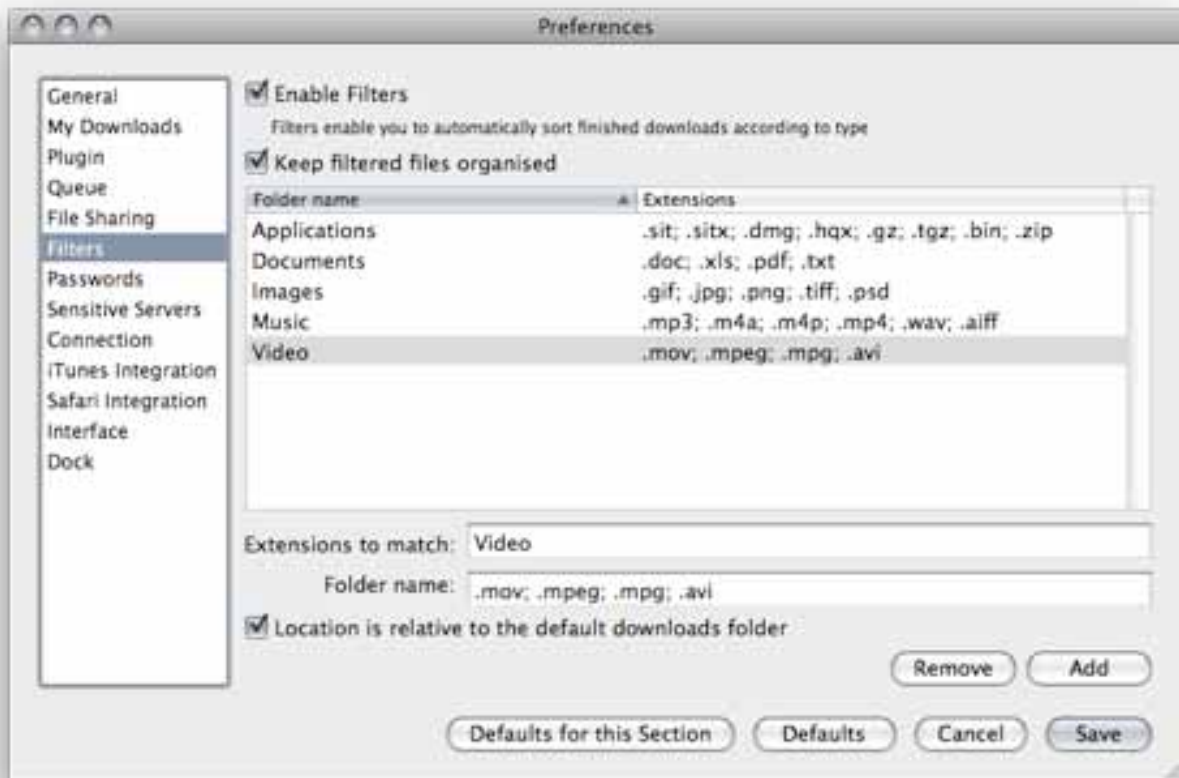 Preferences
General
My Downloads
Plugin
Queue
File Sharing
Filters
Passwords
Sensitive Servers
Connection
iTunes Integration
Safari Integration
Interface
Dock
Enable Filters
Filters enable you to automatically sort finished downloads according to type
Keep filtered files organised
Folder name Extensions
Applications .sit; .sitx; .dmg; .hqx; .gz; .tgz; .bin; .zip
Documents .doc; .xls; .pdf; .txt
Images .gif; .jpg; .png; .tiff; .psd
Music .mp3; .m4a; .m4p; .mp4; .wav; .aiff
Video .mov; .mpeg; .mpg; .avi
Extensions to match: Video
Folder name: .mov; .mpeg; .mpg; .avi
Location is relative to the default downloads folder
Remove Add
Defaults for this Section Defaults Cancel Save